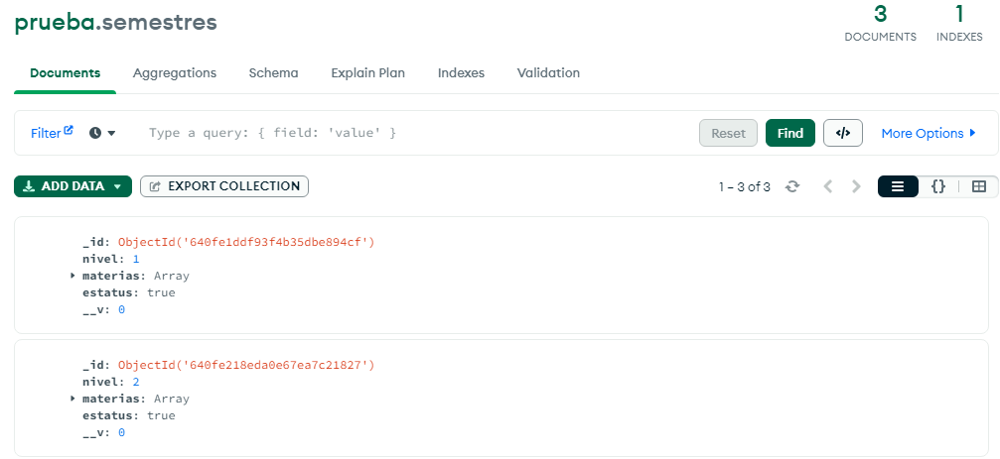 prueba.semestres
3
DOCUMENTS
1
INDEXES
Documents Aggregations Schema Explain Plan Indexes Validation
Filter Type a query: { field: 'value' } Reset Find </> More Options
ADD DATA EXPORT COLLECTION 1 – 3 of 3 {}
_id: ObjectId('640fe1ddf93f4b35dbe894cf')
nivel: 1
materias: Array
estatus: true
__v: 0
_id: ObjectId('640fe218eda0e67ea7c21827')
nivel: 2
materias: Array
estatus: true
__v: 0